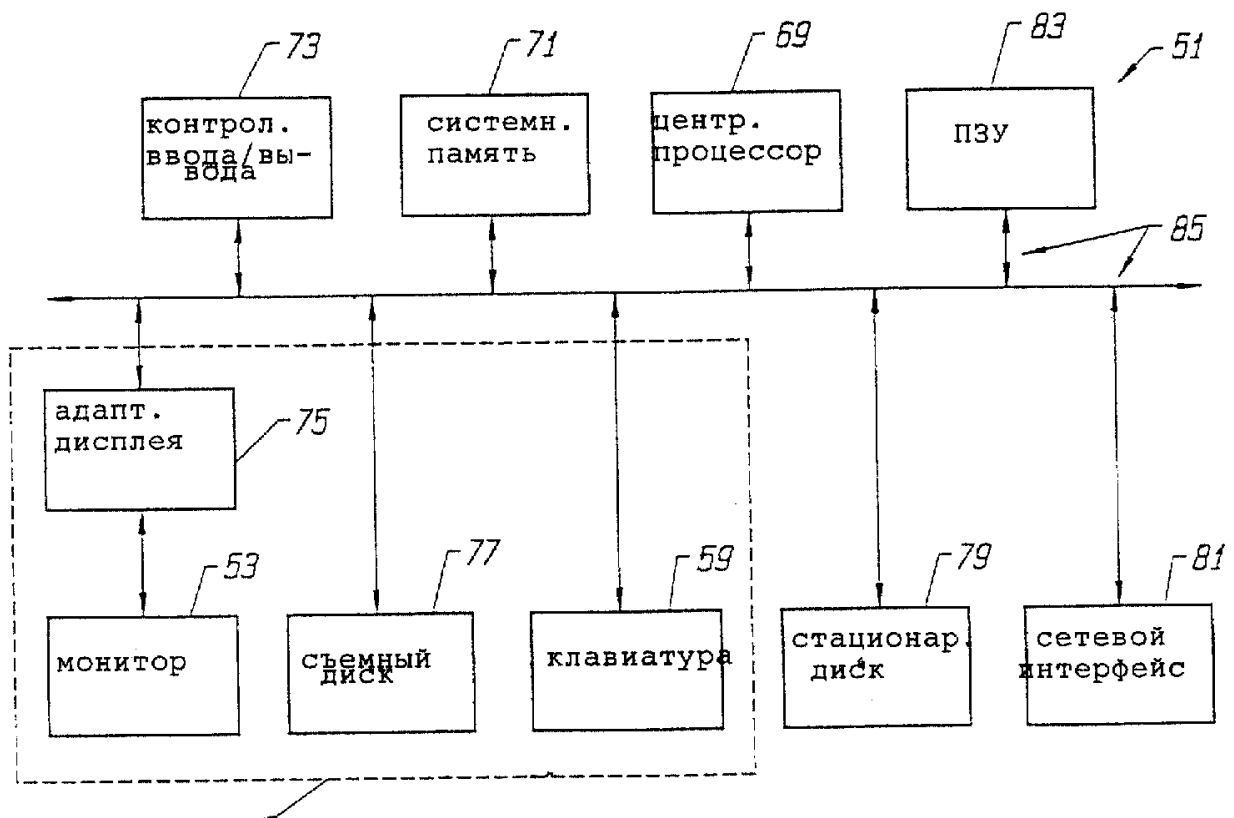 73
71
69
83
51
контрол.
ввода/вы-
вода
системн.
память
центр.
процессор
ПЗУ
85
адапт.
дисплея
75
53
77
59
79
81
монитор
съемный
диск
клавиатура
стационар.
диск
сетевой
интерфейс